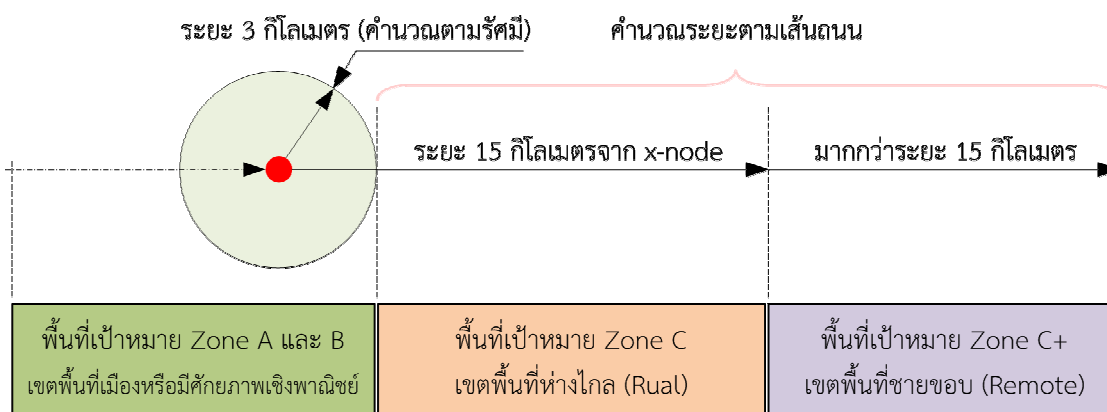 ระยะ 3 กิโลเมตร (คำนวณตามรัศมี)
คำนวณระยะตามเส้นถนน
ระยะ 15 กิโลเมตรจาก x-node
มากกว่าระยะ 15 กิโลเมตร
พื้นที่เป้าหมาย Zone A และ B
เขตพื้นที่เมืองหรือมีศักยภาพเชิงพาณิชย์
พื้นที่เป้าหมาย Zone C
เขตพื้นที่ห่างไกล (Rual)
พื้นที่เป้าหมาย Zone C+
เขตพื้นที่ชายขอบ (Remote)